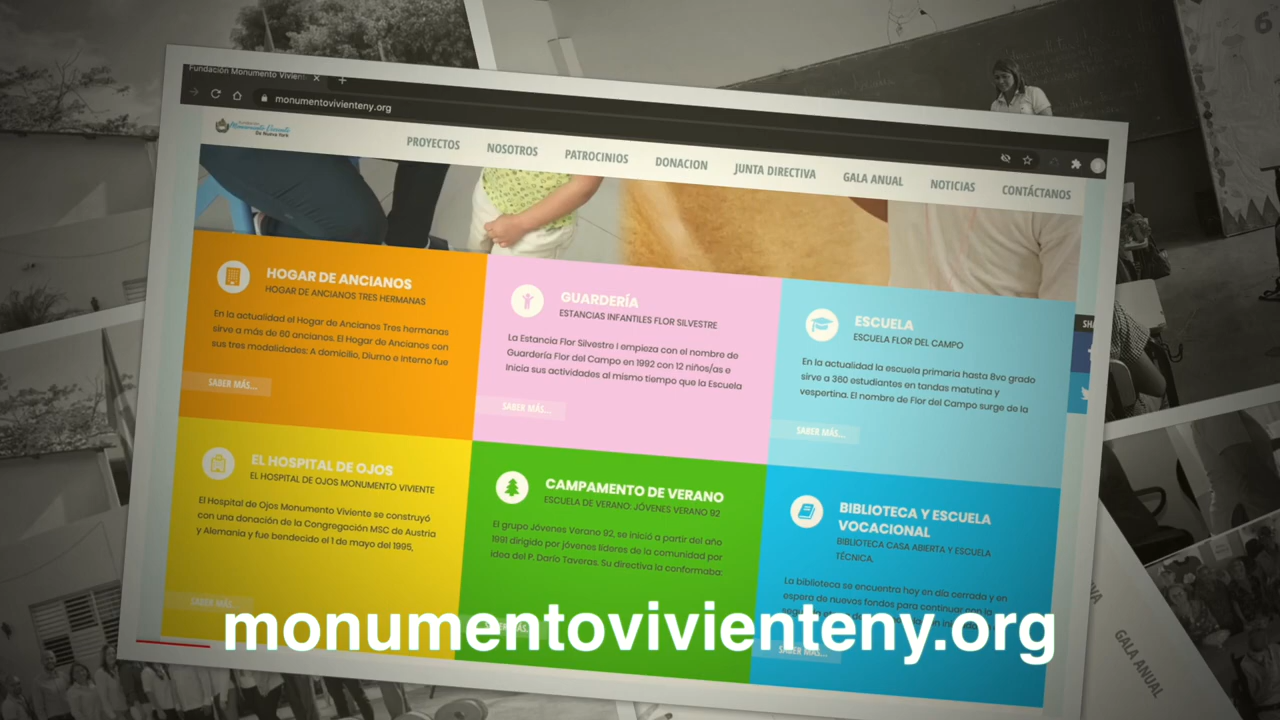 Fundación Monumento Vivient
monumentovivienteny.org
Monumento Viviente
De Nueva York
PROYECTOS
NOSOTROS
PATROCINIOS
DONACION
JUNTA DIRECTIVA
GALA ANUAL
NOTICIAS
CONTÁCTANOS
HOGAR DE ANCIANOS
HOGAR DE ANCIANOS TRES HERMANAS
En la actualidad el Hogar de Ancianos Tres hermanas
sirve a más de 60 ancianos. El Hogar de Ancianos con
sus tres modalidades: A domicilio, Diurno e Interno fue
SABER MÁS...
GUARDERÍA
ESTANCIAS INFANTILES FLOR SILVESTRE
La Estancia Flor Silvestre I empieza con el nombre de
Guardería Flor del Campo en 1992 con 12 niños/as e
Inicia sus actividades al mismo tiempo que la Escuela
SABER MÁS...
ESCUELA
ESCUELA FLOR DEL CAMPO
En la actualidad la escuela primaria hasta 8vo grado
sirve a 360 estudiantes en tandas matutina y
vespertina. El nombre de Flor del Campo surge de la
SABER MÁS...
EL HOSPITAL DE OJOS
EL HOSPITAL DE OJOS MONUMENTO VIVIENTE
El Hospital de Ojos Monumento Viviente se construyó
con una donación de la Congregación MSC de Austria
y Alemania y fue bendecido el 1 de mayo del 1995,
SABER MÁS...
CAMPAMENTO DE VERANO
ESCUELA DE VERANO: JÓVENES VERANO 92
El grupo Jóvenes Verano 92, se inició a partir del año
1991 dirigido por jóvenes líderes de la comunidad por
idea del P. Darío Taveras. Su directiva la conformaba:
MÁS...
BIBLIOTECA Y ESCUELA
VOCACIONAL
BIBLIOTECA CASA ABIERTA Y ESCUELA
TÉCNICA.
La biblioteca se encuentra hoy en día cerrada y en
espera de nuevos fondos para continuar con la
SABER MÁS...
monumentovivienteny.org
GALA ANUAL